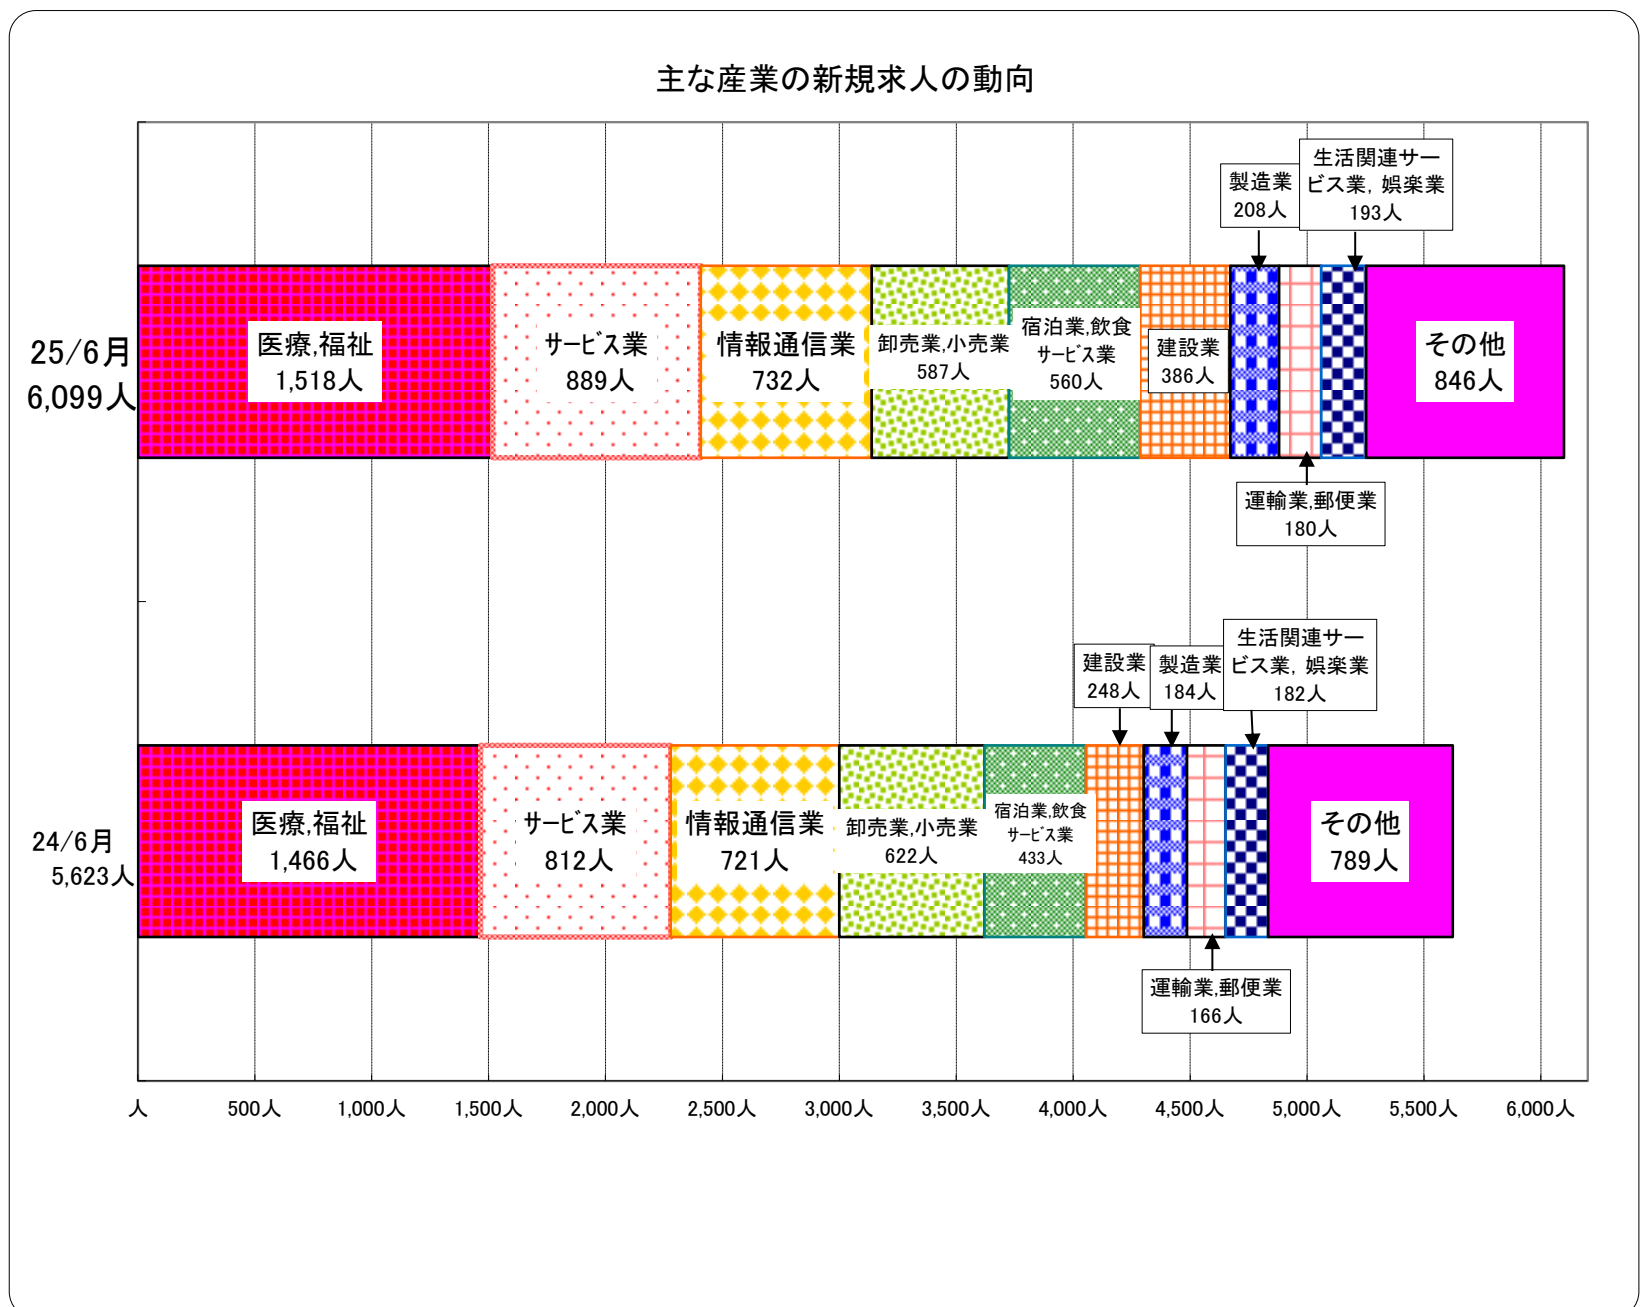 主な産業の新規求人の動向
製造業
208人
生活関連サー
ビス業, 娯楽業
193人
25/6月
6,099人
医療,福祉
1,518人
サービス業
889人
情報通信業
732人
卸売業,小売業
587人
宿泊業,飲食
サービス業
560人
建設業
386人
その他
846人
運輸業,郵便業
180人
建設業
248人
製造業
184人
生活関連サー
ビス業, 娯楽業
182人
24/6月
5,623人
医療,福祉
1,466人
サービス業
812人
情報通信業
721人
卸売業,小売業
622人
宿泊業,飲食
サービス業
433人
その他
789人
運輸業,郵便業
166人
人 500人 1,000人 1,500人 2,000人 2,500人 3,000人 3,500人 4,000人 4,500人 5,000人 5,500人 6,000人